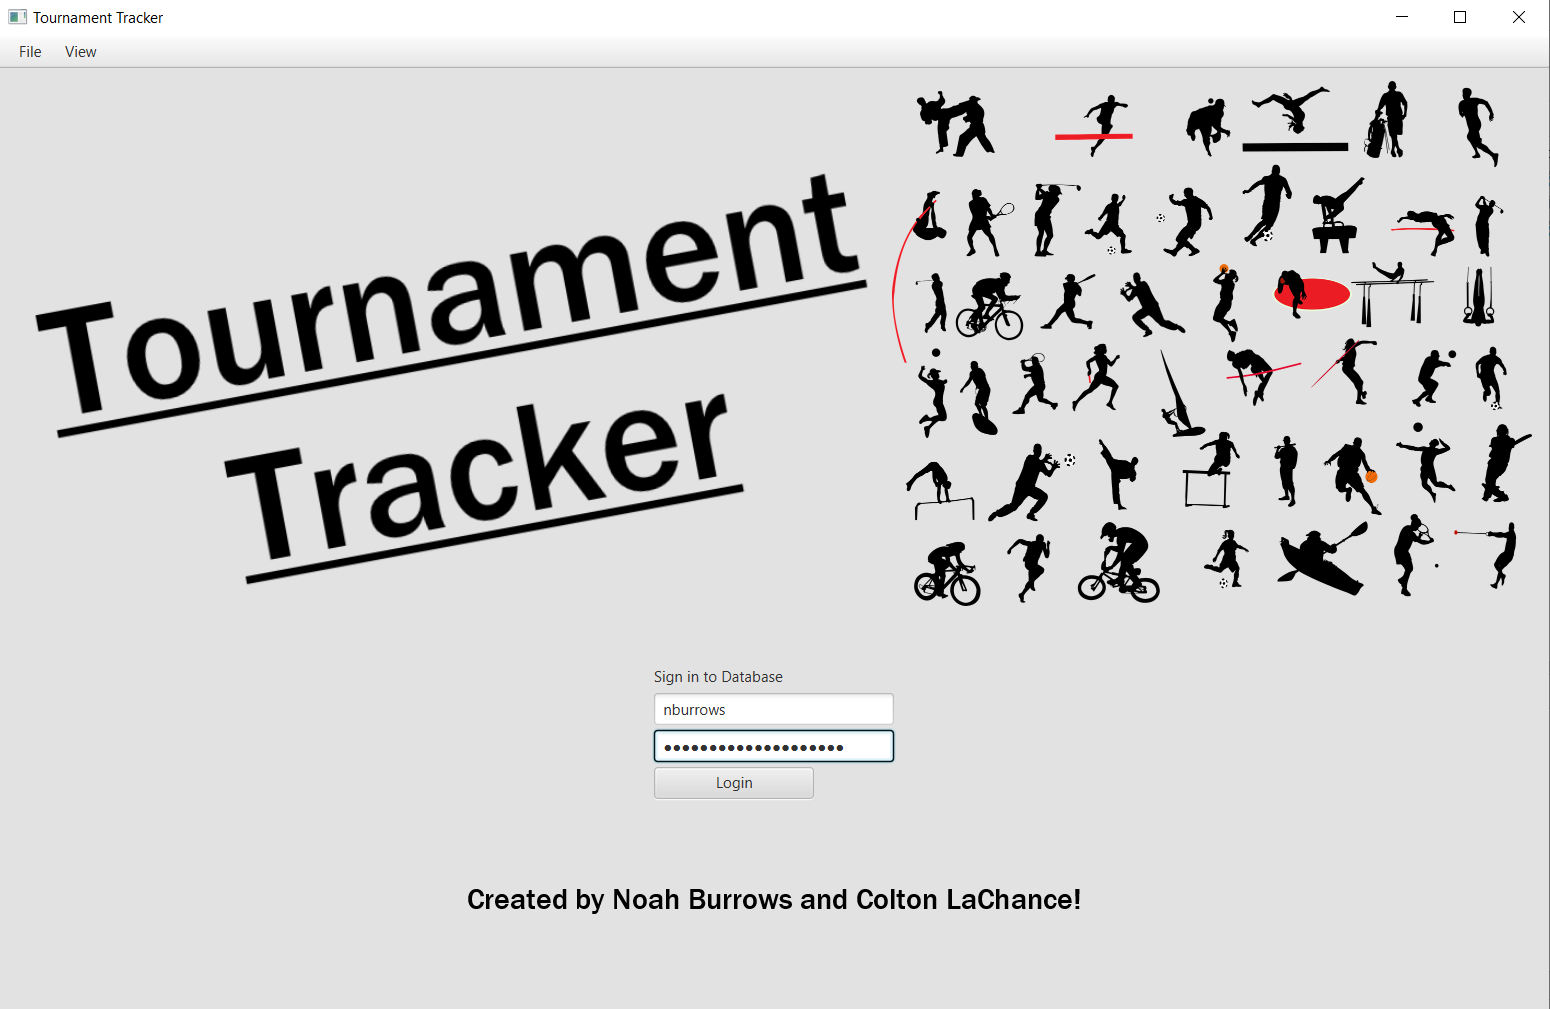 Tournament Tracker
File View
Tournament
Tracker
Sign in to Database
nburrows
●●●●●●●●●●●●●●●●●●●●
Login
Created by Noah Burrows and Colton LaChance!